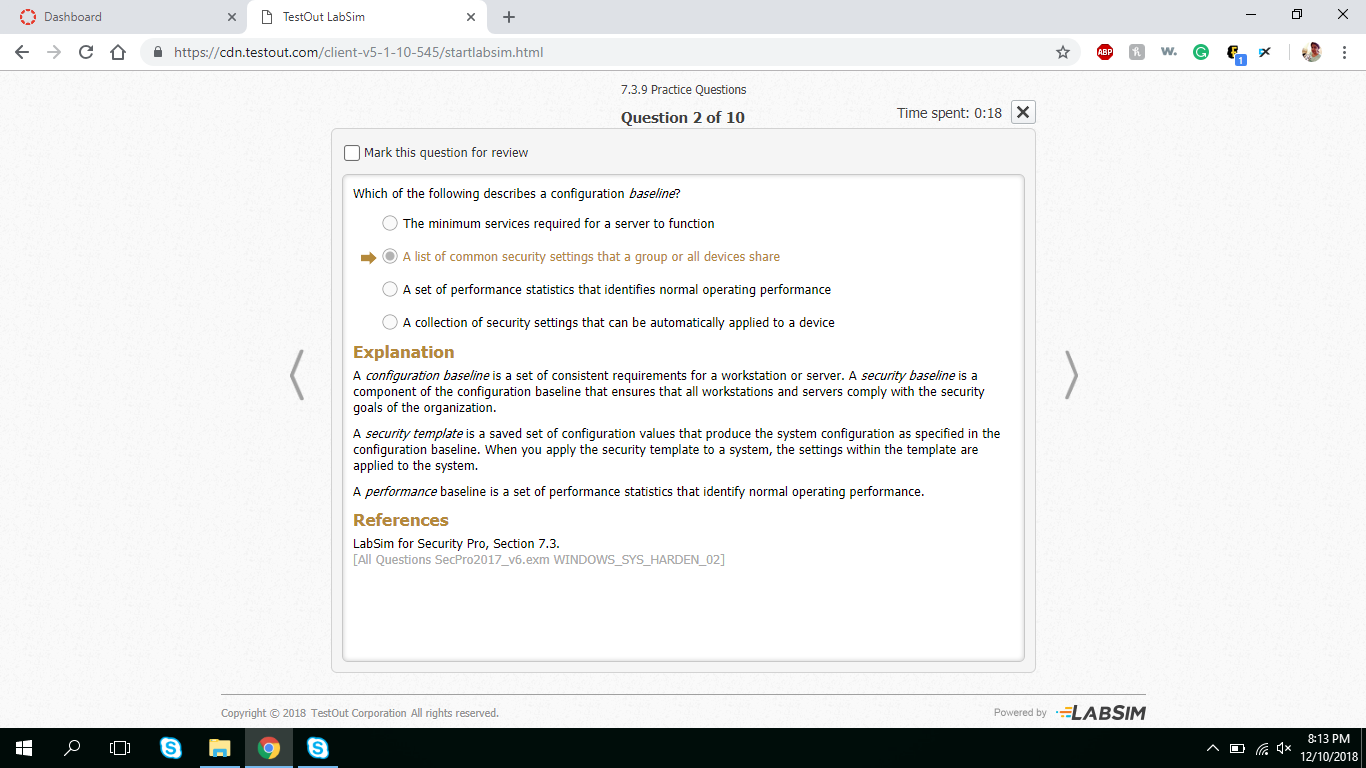 Dashboard
TestOut LabSim
https://cdn.testout.com/client-v5-1-10-545/startlabsim.html
ABP
w.
1
7.3.9 Practice Questions
Question 2 of 10
Time spent: 0:18
Mark this question for review
Which of the following describes a configuration baseline?
The minimum services required for a server to function
A list of common security settings that a group or all devices share
A set of performance statistics that identifies normal operating performance
A collection of security settings that can be automatically applied to a device
Explanation
A configuration baseline is a set of consistent requirements for a workstation or server. A security baseline is a
component of the configuration baseline that ensures that all workstations and servers comply with the security
goals of the organization.
A security template is a saved set of configuration values that produce the system configuration as specified in the
configuration baseline. When you apply the security template to a system, the settings within the template are
applied to the system.
A performance baseline is a set of performance statistics that identify normal operating performance.
References
LabSim for Security Pro, Section 7.3.
[All Questions SecPro2017_v6.exm WINDOWS_SYS_HARDEN_02]
Copyright © 2018 TestOut Corporation All rights reserved.
Powered by LABSIM
8:13 PM
12/10/2018